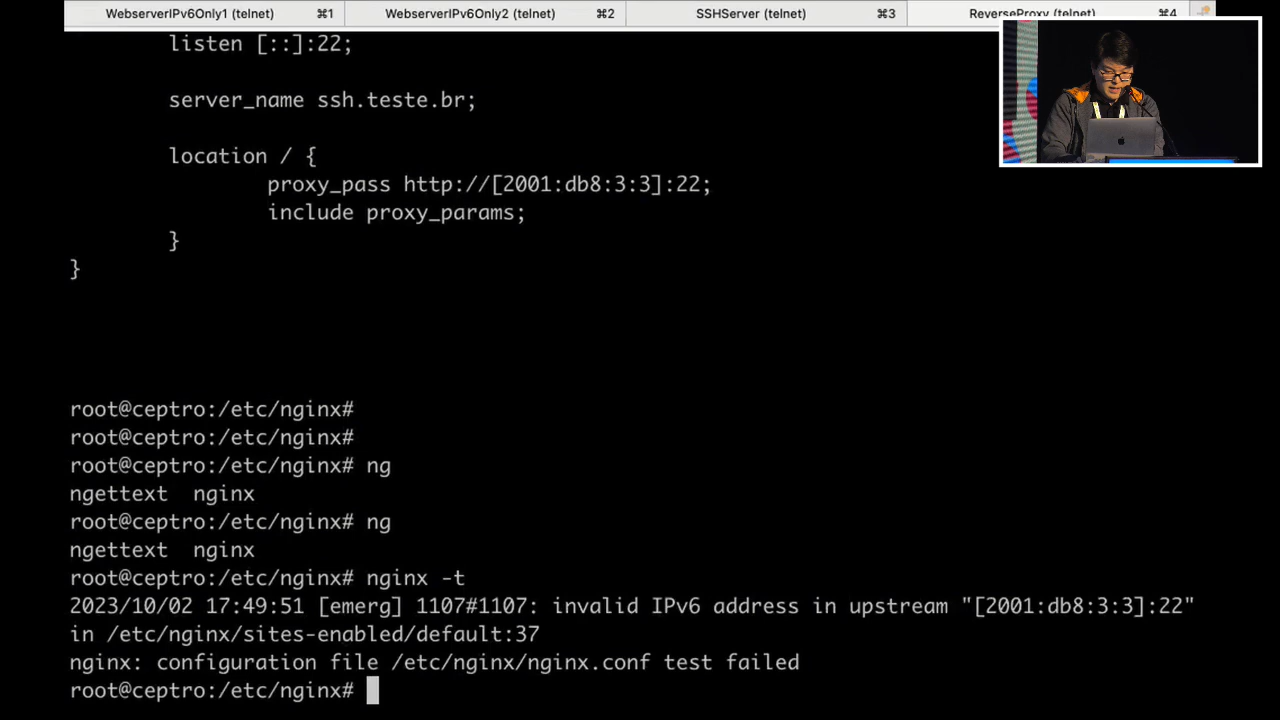 WebserverIPv6Only1 (telnet) ⌘1 WebserverIPv6Only2 (telnet) ⌘2 SSHServer (telnet) ⌘3 ReverseProxy (telnet) ⌘4
listen [::]:22;
server_name ssh.teste.br;
location / {
proxy_pass http://[2001:db8:3:3]:22;
include proxy_params;
}
}
root@ceptro:/etc/nginx#
root@ceptro:/etc/nginx#
root@ceptro:/etc/nginx# ng
ngettext  nginx
root@ceptro:/etc/nginx# ng
ngettext  nginx
root@ceptro:/etc/nginx# nginx -t
2023/10/02 17:49:51 [emerg] 1107#1107: invalid IPv6 address in upstream "[2001:db8:3:3]:22"
in /etc/nginx/sites-enabled/default:37
nginx: configuration file /etc/nginx/nginx.conf test failed
root@ceptro:/etc/nginx#